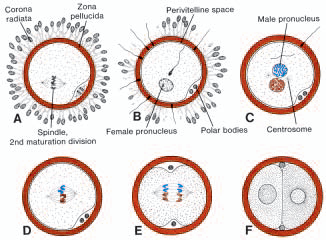 Corona
radiata
Zona
pellucida
Perivitelline space
Male pronucleus
A
B
C
Spindle,
2nd maturation division
Female pronucleus
Polar bodies
Centrosome
D
E
F